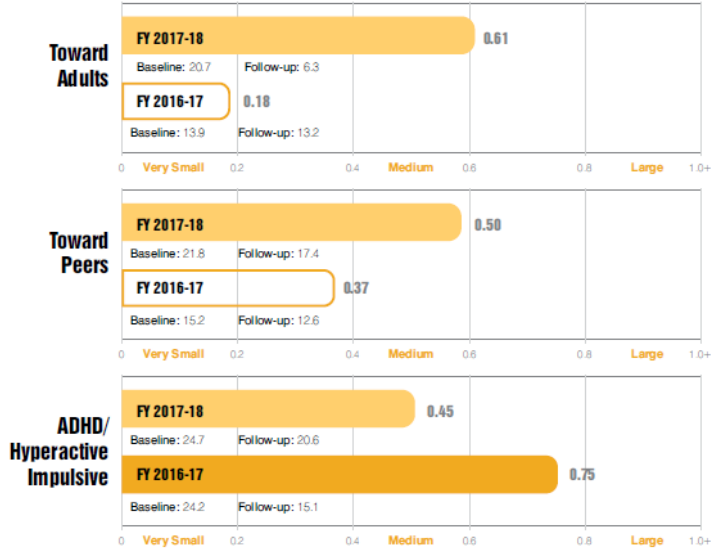 Toward
Adults
FY 2017-18
0.61
Baseline: 20.7 Follow-up: 6.3
FY 2016-17
0.18
Baseline: 13.9 Follow-up: 13.2
0 Very Small 0.2 0.4 Medium 0.6 0.8 Large 1.0+
Toward
Peers
FY 2017-18
0.50
Baseline: 21.8 Follow-up: 17.4
FY 2016-17
0.37
Baseline: 15.2 Follow-up: 12.6
0 Very Small 0.2 0.4 Medium 0.6 0.8 Large 1.0+
ADHD/
Hyperactive
Impulsive
FY 2017-18
0.45
Baseline: 24.7 Follow-up: 20.6
FY 2016-17
0.75
Baseline: 24.2 Follow-up: 15.1
0 Very Small 0.2 0.4 Medium 0.6 0.8 Large 1.0+